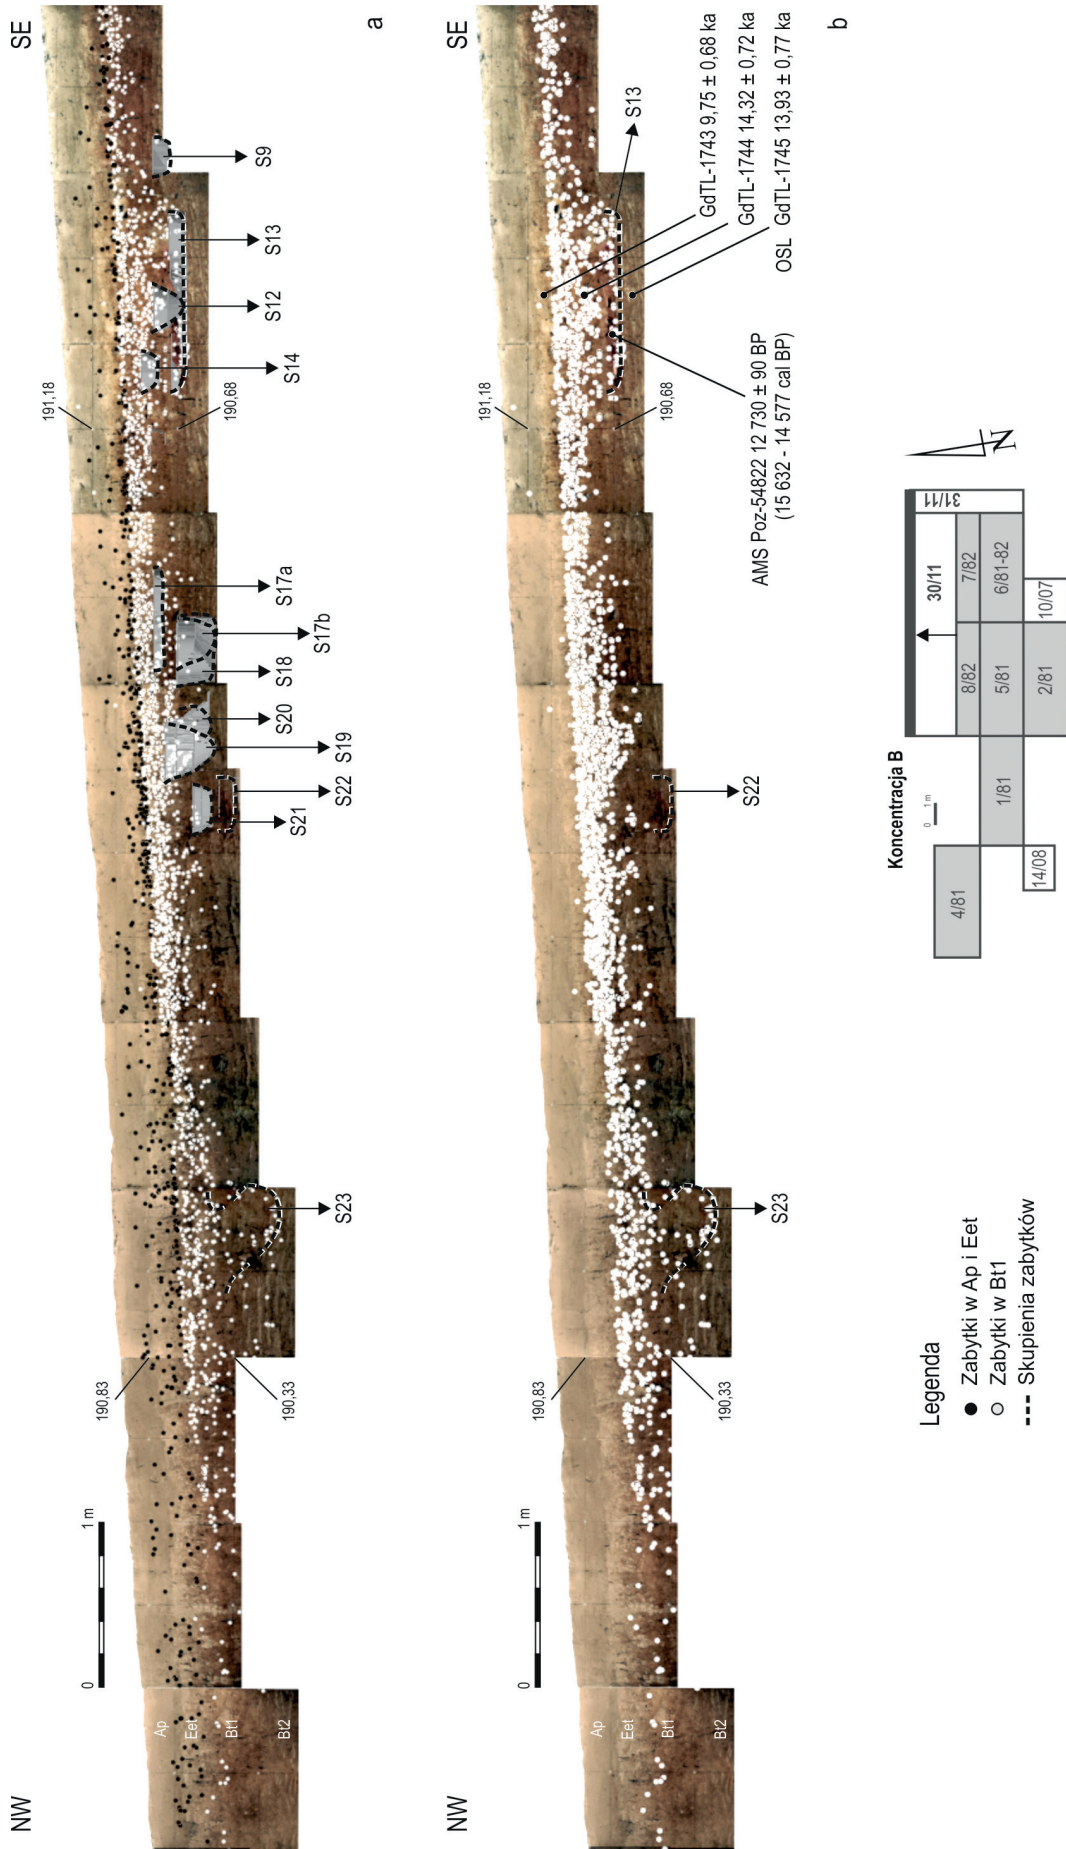 NW
SE
a
0
1 m
190,83
190,33
191,18
190,68
Ap
Eet
Bt1
Bt2
S23
S21
S22
S19
S20
S18
S17b
S17a
S14
S12
S13
S9
NW
SE
b
0
1 m
190,83
190,33
191,18
190,68
Ap
Eet
Bt1
Bt2
S23
S22
S13
AMS Poz-54822 12 730 ± 90 BP
(15 632 - 14 577 cal BP)
GdTL-1743 9,75 ± 0,68 ka
GdTL-1744 14,32 ± 0,72 ka
OSL GdTL-1745 13,93 ± 0,77 ka
Legenda
Zabytki w Ap i Eet
Zabytki w Bt1
Skupienia zabytków
Koncentracja B
0 1 m
N
4/81
14/08
1/81
30/11
31/11
8/82
7/82
5/81
6/81-82
2/81
10/07